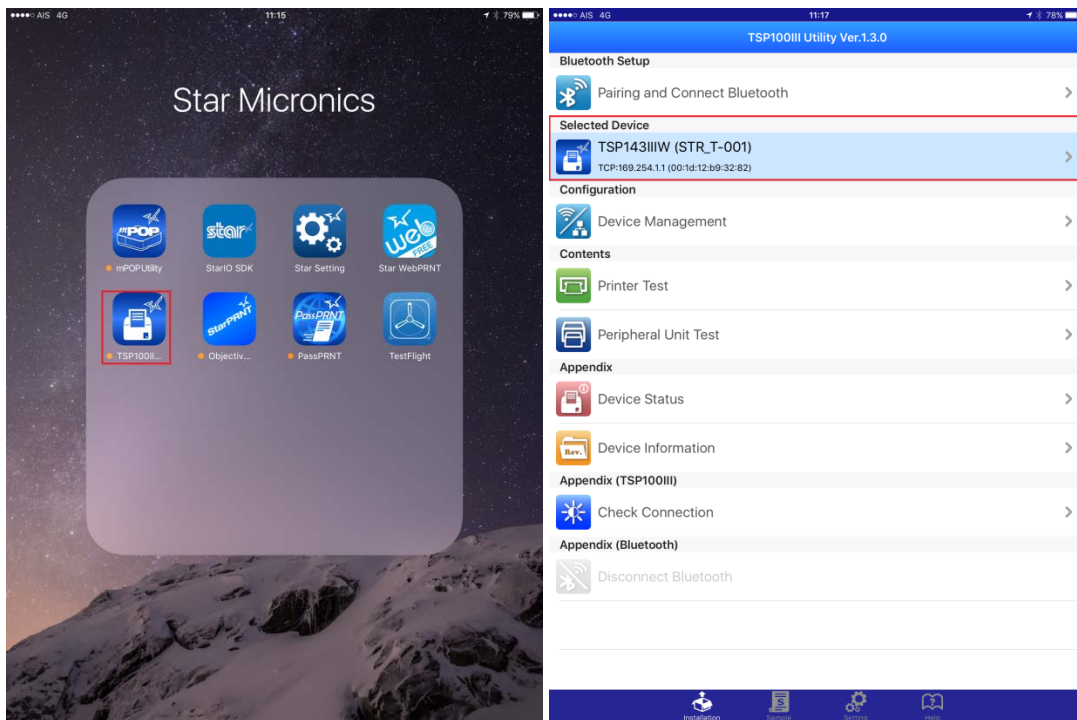 AIS 4G 11:15 79%
Star Micronics
mPOP
star
Web
FREE
mPOP Utility StarIO SDK Star Setting Star WebPRNT
StarPRNT
PassPRNT
TSP100II... Objectiv... PassPRNT TestFlight
AIS 4G 11:17 78%
TSP100III Utility Ver.1.3.0
Bluetooth Setup
Pairing and Connect Bluetooth
Selected Device
TSP143IIIW (STR_T-001)
TCP:169.254.1.1 (00:1d:12:b9:32:82)
Configuration
Device Management
Contents
Printer Test
Peripheral Unit Test
Appendix
Device Status
Rev.
Device Information
Appendix (TSP100III)
Check Connection
Appendix (Bluetooth)
Disconnect Bluetooth
Installation Sample Setting Help